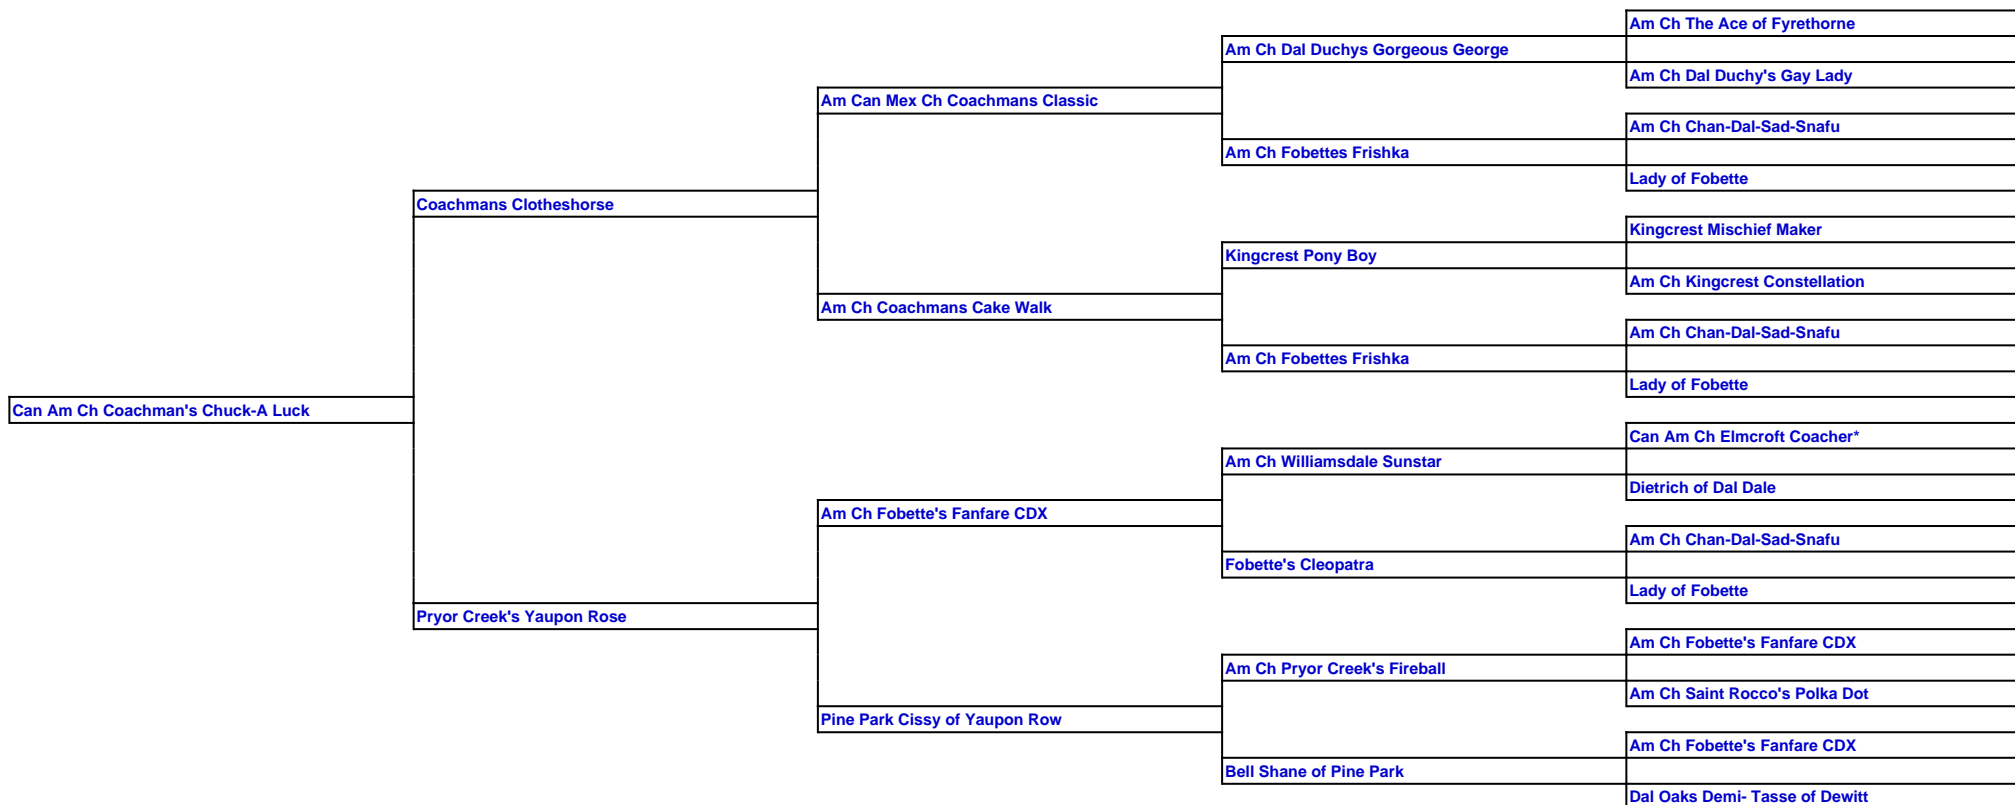 Am Ch The Ace of Fyrethorne
Am Ch Dal Duchys Gorgeous George
Am Ch Dal Duchy's Gay Lady
Am Can Mex Ch Coachmans Classic
Am Ch Chan-Dal-Sad-Snafu
Am Ch Fobettes Frishka
Lady of Fobette
Coachmans Clotheshorse
Kingcrest Mischief Maker
Kingcrest Pony Boy
Am Ch Kingcrest Constellation
Am Ch Coachmans Cake Walk
Am Ch Chan-Dal-Sad-Snafu
Am Ch Fobettes Frishka
Lady of Fobette
Can Am Ch Coachman's Chuck-A Luck
Can Am Ch Elmcroft Coacher*
Am Ch Williamsdale Sunstar
Dietrich of Dal Dale
Am Ch Fobette's Fanfare CDX
Am Ch Chan-Dal-Sad-Snafu
Fobette's Cleopatra
Lady of Fobette
Pryor Creek's Yaupon Rose
Am Ch Fobette's Fanfare CDX
Am Ch Pryor Creek's Fireball
Am Ch Saint Rocco's Polka Dot
Pine Park Cissy of Yaupon Row
Am Ch Fobette's Fanfare CDX
Bell Shane of Pine Park
Dal Oaks Demi- Tasse of Dewitt